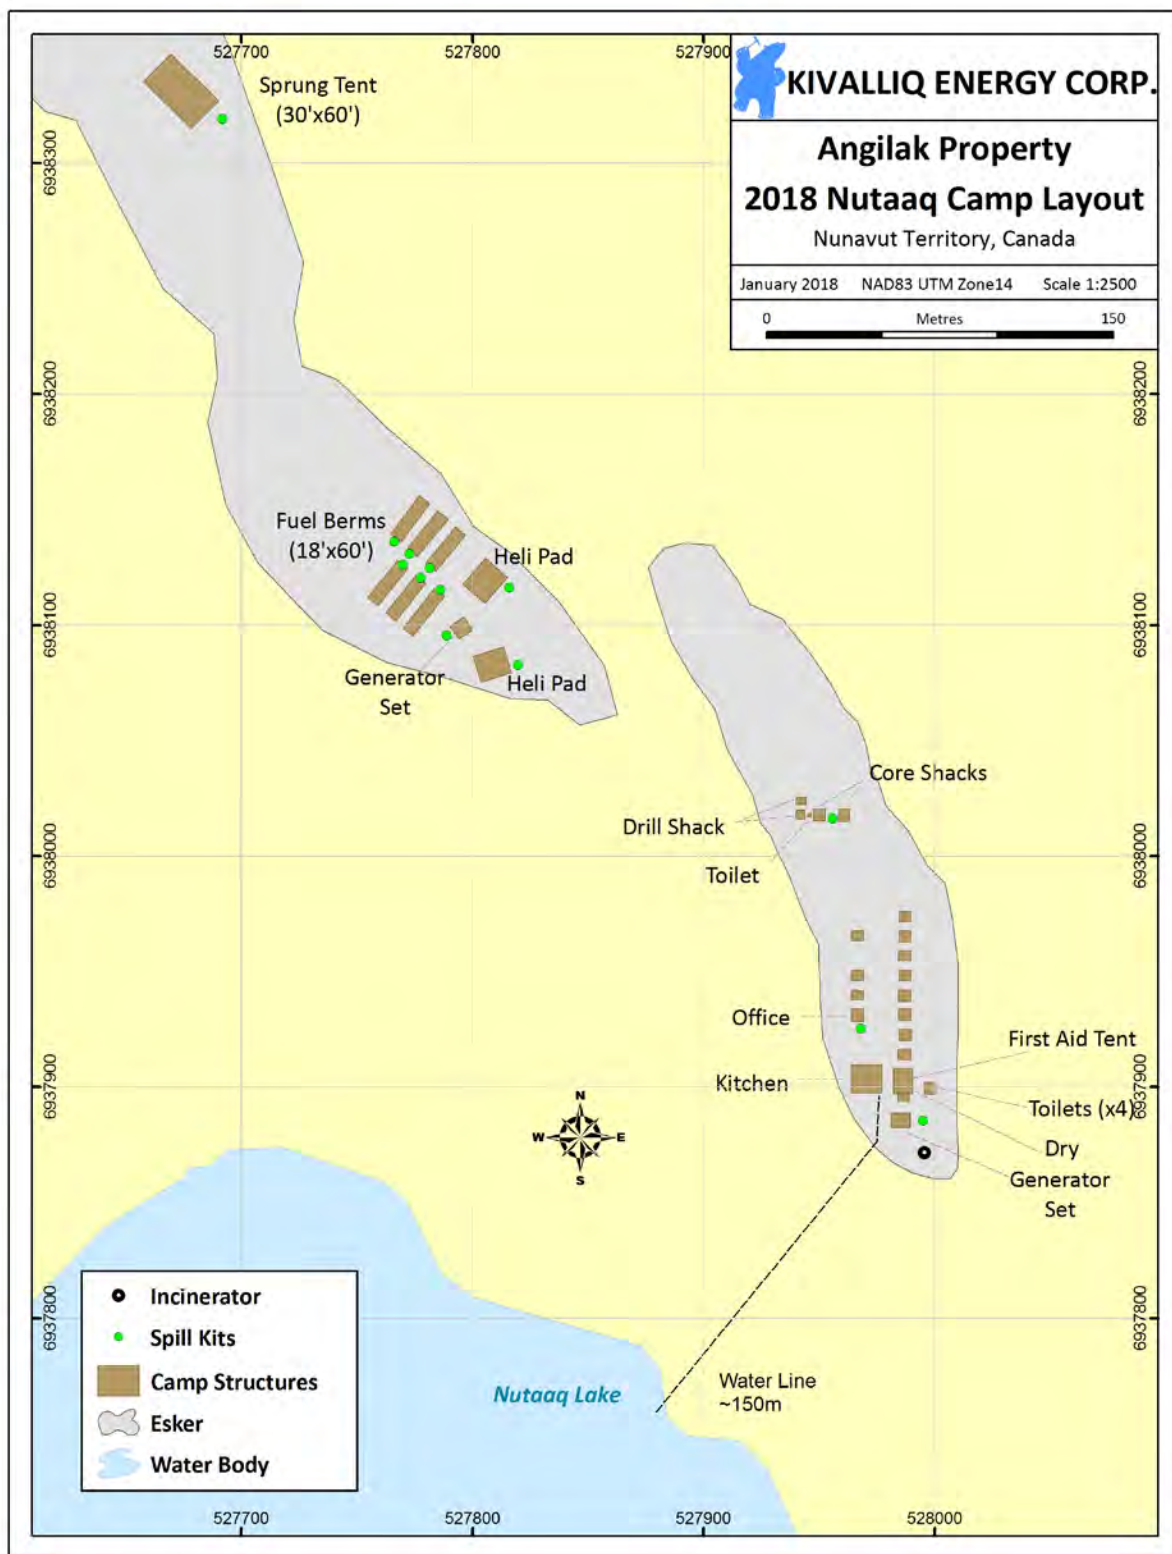 527700
527800
527900
KIVALLIQ ENERGY CORP.
Angilak Property
2018 Nutaaq Camp Layout
Nunavut Territory, Canada
January 2018 NAD83 UTM Zone14 Scale 1:2500
0 Metres 150
Sprung Tent
(30'x60')
6938300
6938200
6938200
Fuel Berms
(18'x60')
Heli Pad
6938100
6938100
Generator
Set
Heli Pad
Core Shacks
Drill Shack
Toilet
6938000
6938000
Office
First Aid Tent
Kitchen
6937900
6937900
Toilets (x4)
Dry
Generator
Set
N
W
E
S
6937800
6937800
Incinerator
Spill Kits
Camp Structures
Esker
Water Body
Nutaaq Lake
Water Line
~150m
527700
527800
527900
528000